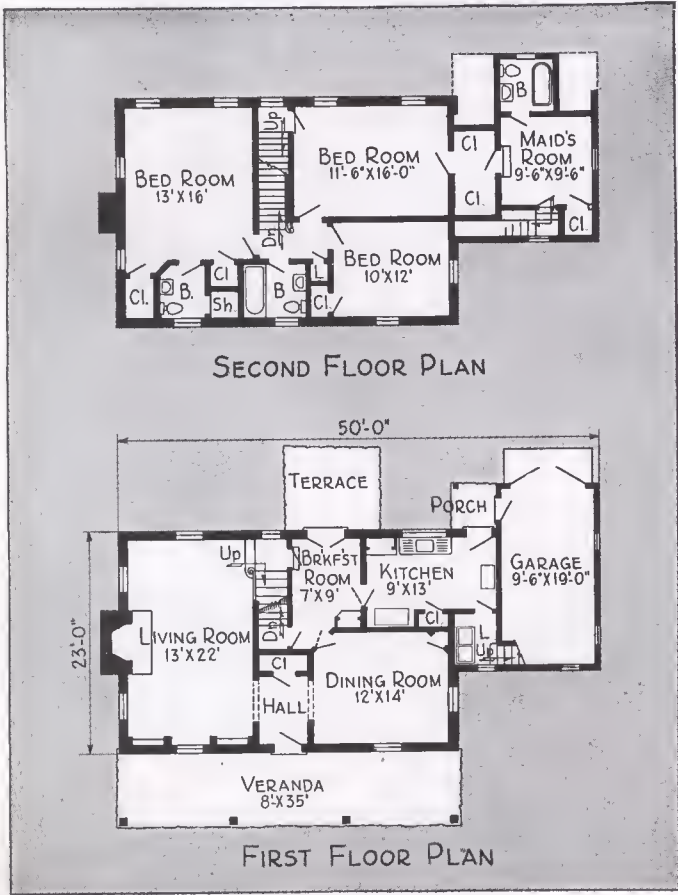 Up
B
Cl
MAID'S
ROOM
9'-6"X9'-6"
BED ROOM
13'X16'
BED ROOM
11'-6"X16'-0"
Cl.
Cl.
Dn
BED ROOM
10'X12'
Cl
L
Cl.
B.
Sh.
B
Cl.
SECOND FLOOR PLAN
50'-0"
TERRACE
PORCH
Up
BRKF'ST
ROOM
7'X9'
KITCHEN
9'X13'
GARAGE
9'-6"X19'-0"
23'-0"
LIVING ROOM
13'X22'
Dn
Cl.
L
Up
Cl
DINING ROOM
12'X14'
HALL
VERANDA
8'X35'
FIRST FLOOR PLAN